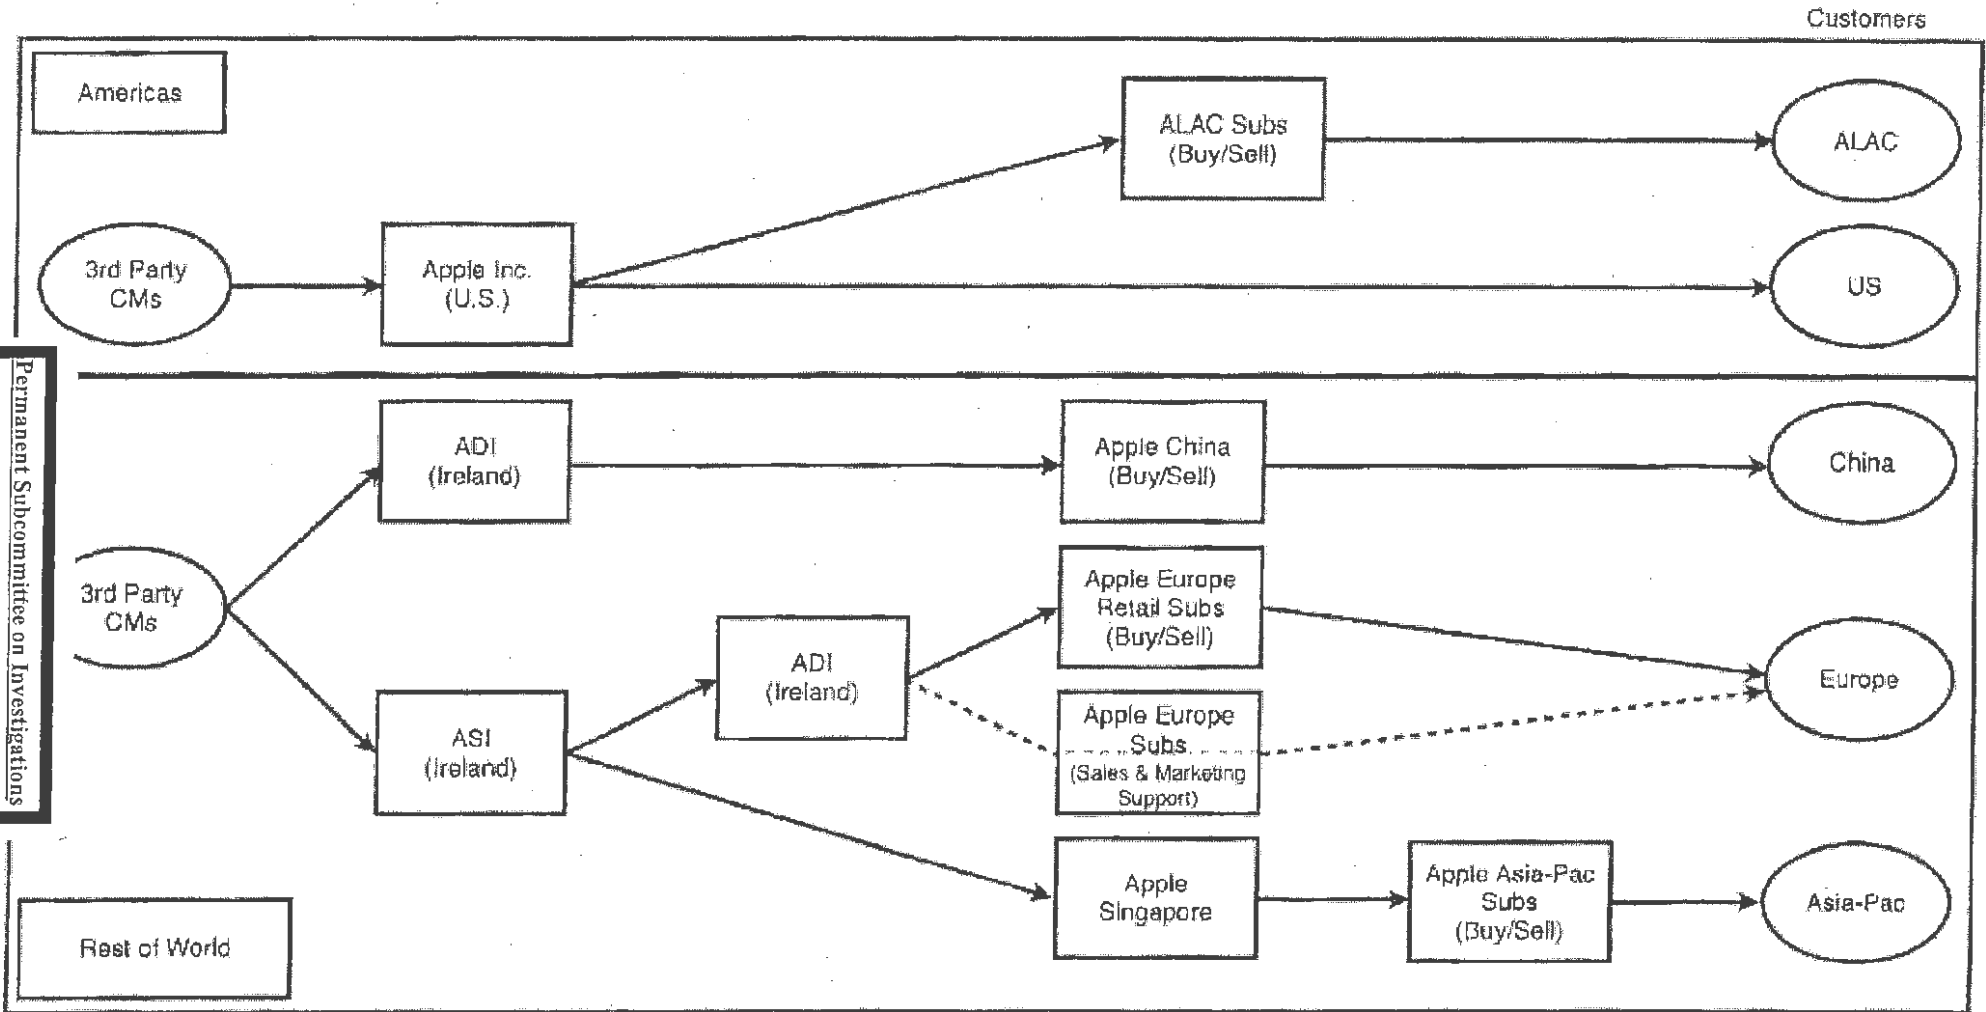 Customers
Americas
ALAC Subs
(Buy/Sell)
ALAC
3rd Party
CMs
Apple Inc.
(U.S.)
US
Permanent Subcommittee on Investigations
ADI
(Ireland)
Apple China
(Buy/Sell)
China
3rd Party
CMs
Apple Europe
Retail Subs
(Buy/Sell)
ADI
(Ireland)
Europe
ASI
(Ireland)
Apple Europe
Subs
(Sales & Marketing
Support)
Apple
Singapore
Apple Asia-Pac
Subs
(Buy/Sell)
Asia-Pac
Rest of World